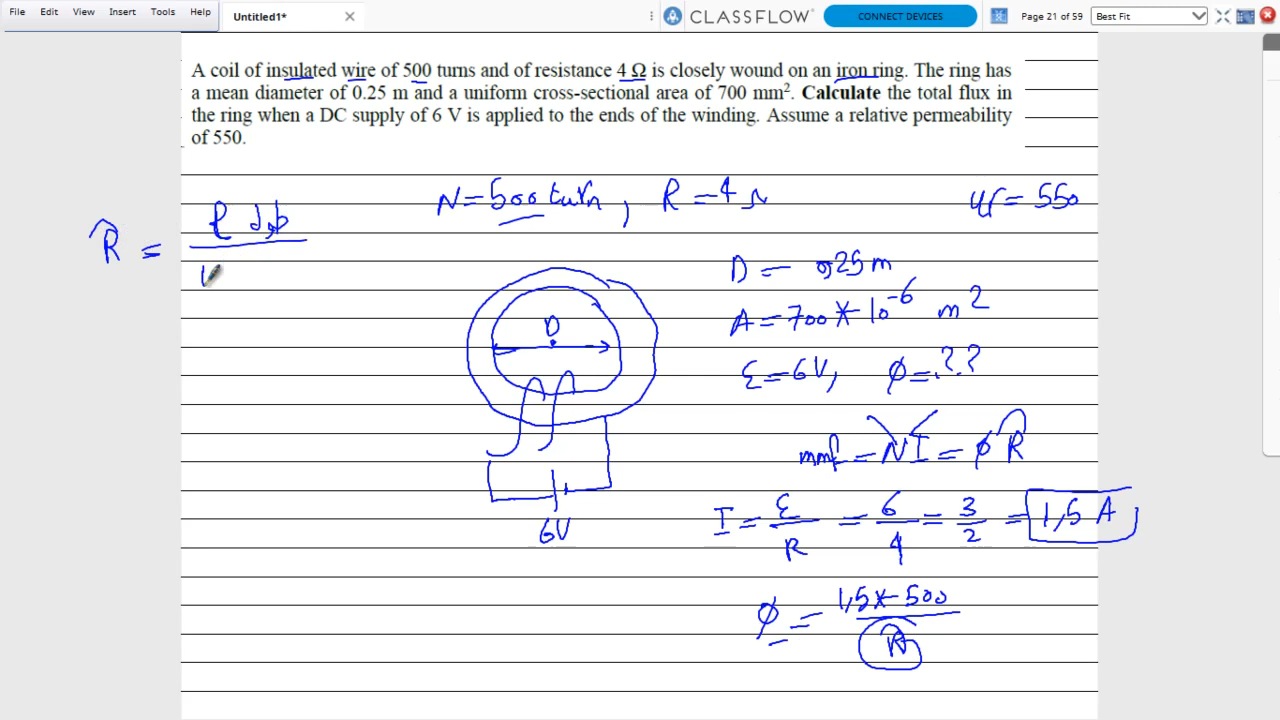 File Edit View Insert Tools Help
Untitled1*
CLASSFLOW
CONNECT DEVICES
Page 21 of 59
Best Fit
A coil of insulated wire of 500 turns and of resistance 4 Ω is closely wound on an iron ring. The ring has
a mean diameter of 0.25 m and a uniform cross-sectional area of 700 mm². Calculate the total flux in
the ring when a DC supply of 6 V is applied to the ends of the winding. Assume a relative permeability
of 550.
N = 500 turn, R = 4 Ω
μr = 550
R =
D = 0,25 m
A = 700 * 10⁻⁶ m²
D
ε = 6V, φ = ??
mmf = NI = φ R
I = ε/R = 6/4 = 3/2 = 1,5 A
6V
φ = 1,5 * 500 / R